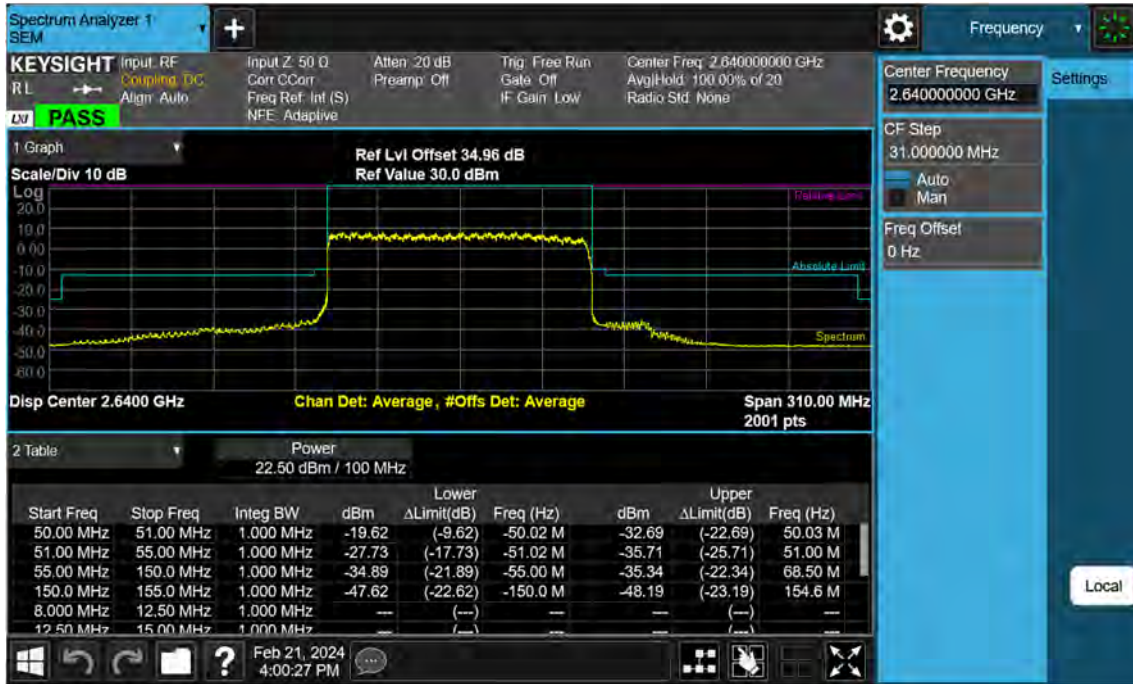 Spectrum Analyzer 1
SEM
Frequency
KEYSIGHT
RL
PASS
Input: RF
Coupling: DC
Align: Auto
Input Z: 50 Ω
Corr CCorr
Freq Ref: Int (S)
NFE: Adaptive
Atten: 20 dB
Preamp: Off
Trig: Free Run
Gate: Off
IF Gain: Low
Center Freq: 2.640000000 GHz
Avg|Hold: 100.00% of 20
Radio Std: None
Center Frequency
2.640000000 GHz
Settings
CF Step
31.000000 MHz
Auto
Man
Freq Offset
0 Hz
Local
1 Graph
Scale/Div 10 dB
Ref Lvl Offset 34.96 dB
Ref Value 30.0 dBm
Log
Relative Limit
20.0
10.0
0.00
-10.0
Absolute Limit
-20.0
-30.0
-40.0
Spectrum
-50.0
-60.0
Disp Center 2.6400 GHz
Chan Det: Average, #Offs Det: Average
Span 310.00 MHz
2001 pts
2 Table
Power
22.50 dBm / 100 MHz
Lower Upper
Start Freq Stop Freq Integ BW dBm ΔLimit(dB) Freq (Hz) dBm ΔLimit(dB) Freq (Hz)
50.00 MHz 51.00 MHz 1.000 MHz -19.62 (-9.62) -50.02 M -32.69 (-22.69) 50.03 M
51.00 MHz 55.00 MHz 1.000 MHz -27.73 (-17.73) -51.02 M -35.71 (-25.71) 51.00 M
55.00 MHz 150.0 MHz 1.000 MHz -34.89 (-21.89) -55.00 M -35.34 (-22.34) 68.50 M
150.0 MHz 155.0 MHz 1.000 MHz -47.62 (-22.62) -150.0 M -48.19 (-23.19) 154.6 M
8.000 MHz 12.50 MHz 1.000 MHz --- (---) --- --- (---) ---
12.50 MHz 15.00 MHz 1.000 MHz --- (---) --- --- (---) ---
Feb 21, 2024
4:00:27 PM